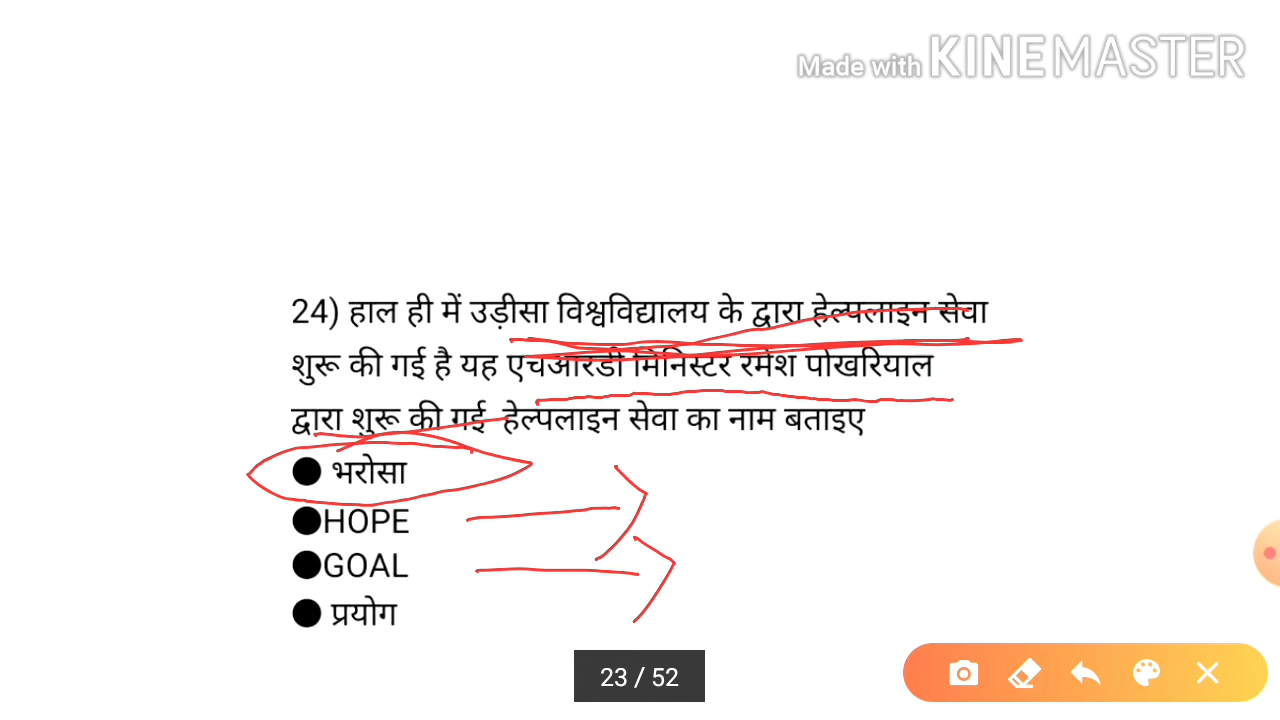 Made with KINEMASTER
24) हाल ही में उड़ीसा विश्वविद्यालय के द्वारा हेल्पलाइन सेवा
शुरू की गई है यह एचआरडी मिनिस्टर रमेश पोखरियाल
द्वारा शुरू की गई हेल्पलाइन सेवा का नाम बताइए
● भरोसा
●HOPE
●GOAL
● प्रयोग
23 / 52